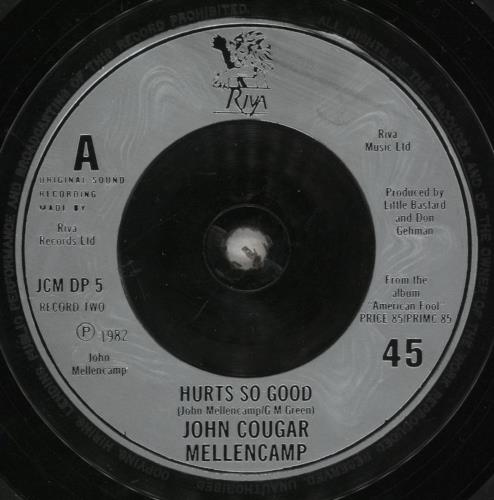 RIVA
A
ORIGINAL SOUND
RECORDING
MADE BY
Riva
Records Ltd
JCM DP 5
RECORD TWO
Ⓟ 1982
John
Mellencamp
Riva
Music Ltd
Produced by
Little Bastard
and Don
Gehman
From the
album
"American Fool"
PRICE 85/PRIMC 85
45
HURTS SO GOOD
(John Mellencamp/G M Green)
JOHN COUGAR
MELLENCAMP